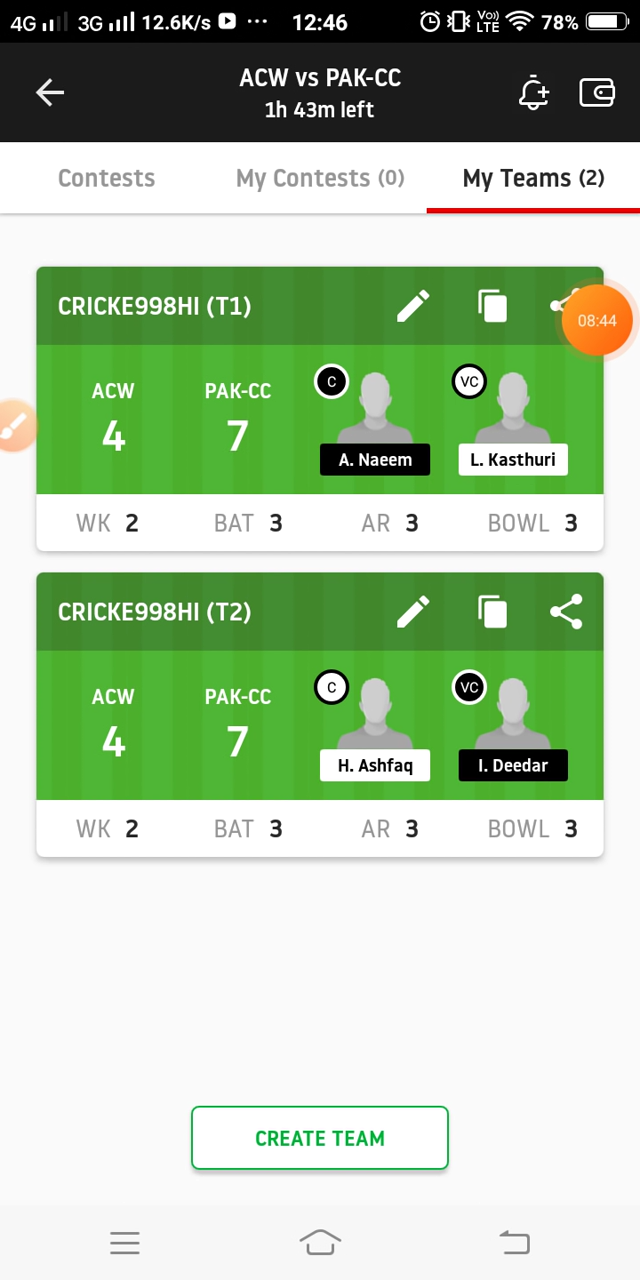 4G 3G 12.6K/s ... 12:46 Vo) LTE 78%
ACW vs PAK-CC
1h 43m left
Contests My Contests (0) My Teams (2)
CRICKE998HI (T1)
08:44
C VC
ACW PAK-CC
4 7
A. Naeem L. Kasthuri
WK 2 BAT 3 AR 3 BOWL 3
CRICKE998HI (T2)
C VC
ACW PAK-CC
4 7
H. Ashfaq I. Deedar
WK 2 BAT 3 AR 3 BOWL 3
CREATE TEAM